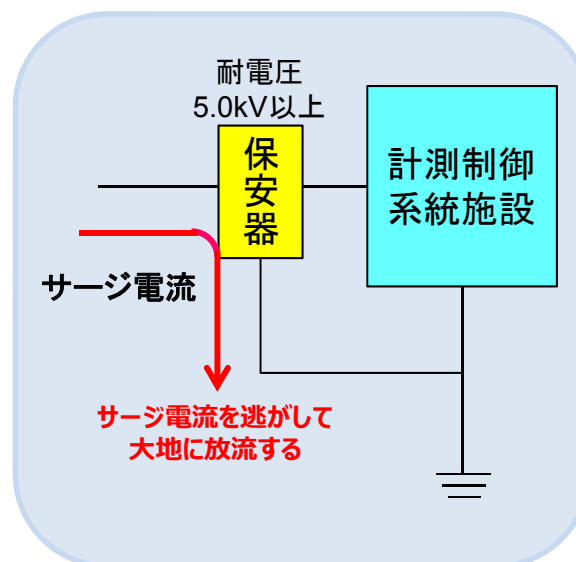 耐電圧
5.0kV以上
保安器
計測制御
系統施設
サージ電流
サージ電流を逃がして
大地に放流する